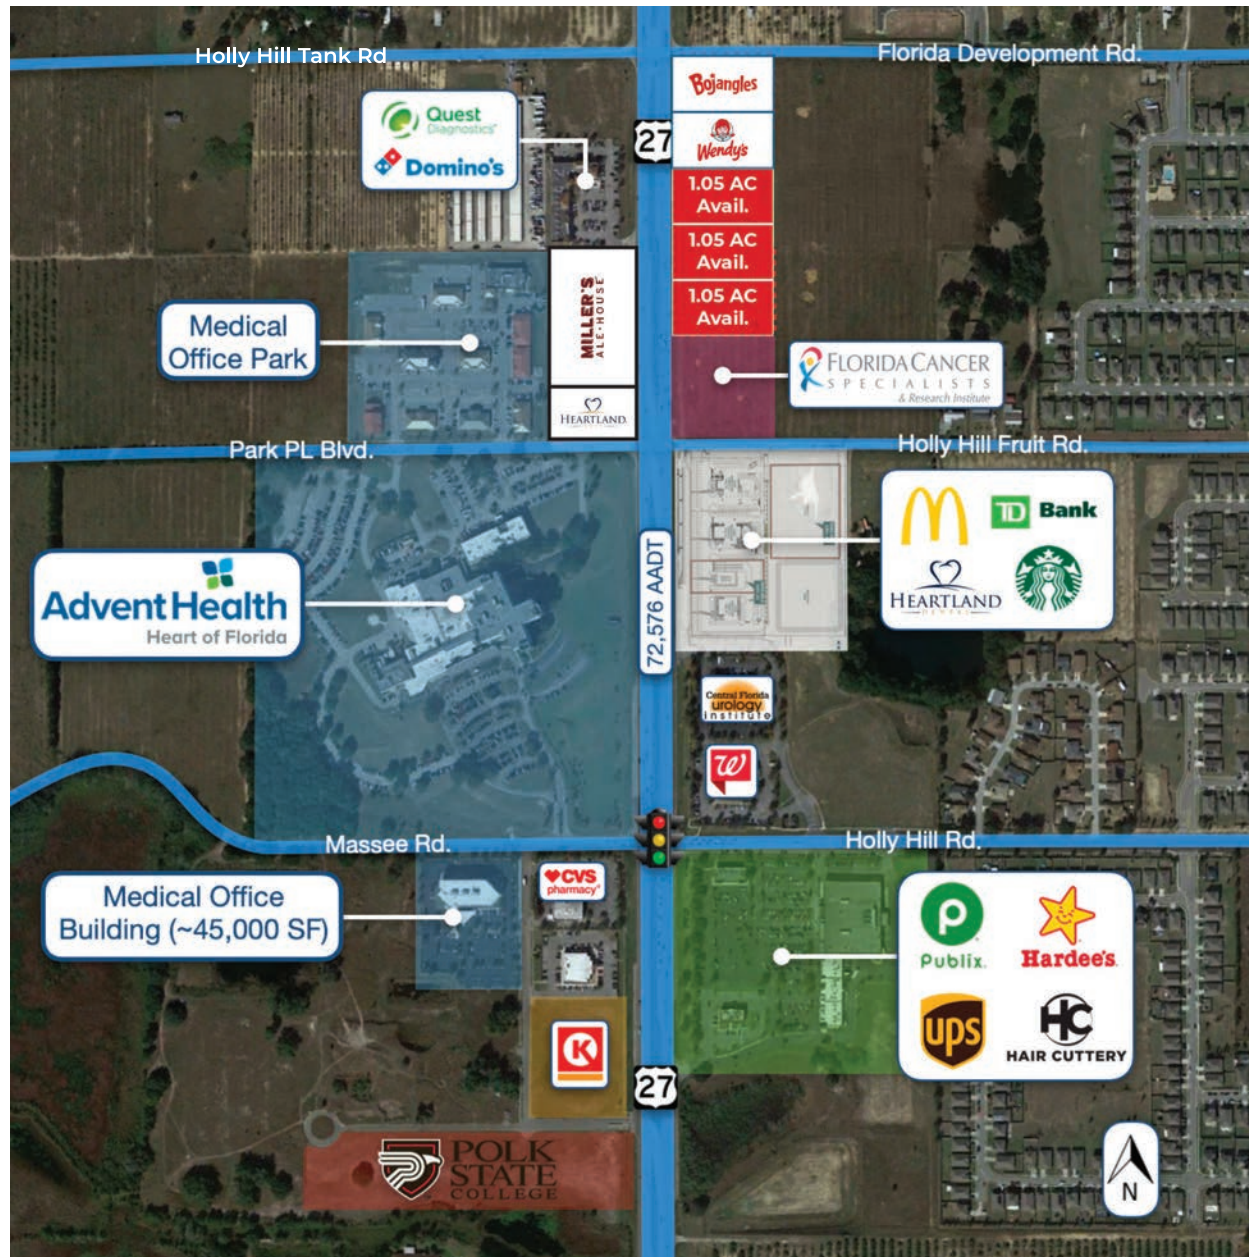 Holly Hill Tank Rd
Florida Development Rd.
Bojangles
Quest
Diagnostics
Domino's
27
Wendy's
1.05 AC
Avail.
1.05 AC
Avail.
1.05 AC
Avail.
MILLER'S
ALE·HOUSE
Medical
Office Park
FLORIDA CANCER
SPECIALISTS
& Research Institute
HEARTLAND
Park PL Blvd.
Holly Hill Fruit Rd.
M
TD Bank
HEARTLAND
DENTAL
72,576 AADT
AdventHealth
Heart of Florida
Central Florida
urology
institute
W
Massee Rd.
Holly Hill Rd.
Medical Office
Building (~45,000 SF)
CVS
pharmacy
P
Publix.
Hardee's.
K
ups
HC
HAIR CUTTERY
27
POLK
STATE
COLLEGE
N